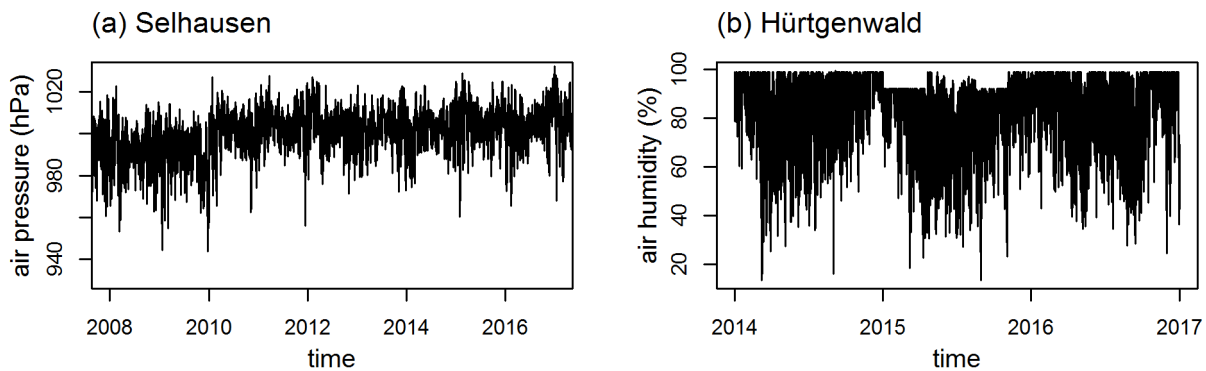 (a) Selhausen
air pressure (hPa)
1020
980
940
2008 2010 2012 2014 2016
time
(b) Hürtgenwald
air humidity (%)
100
80
60
40
20
2014 2015 2016 2017
time